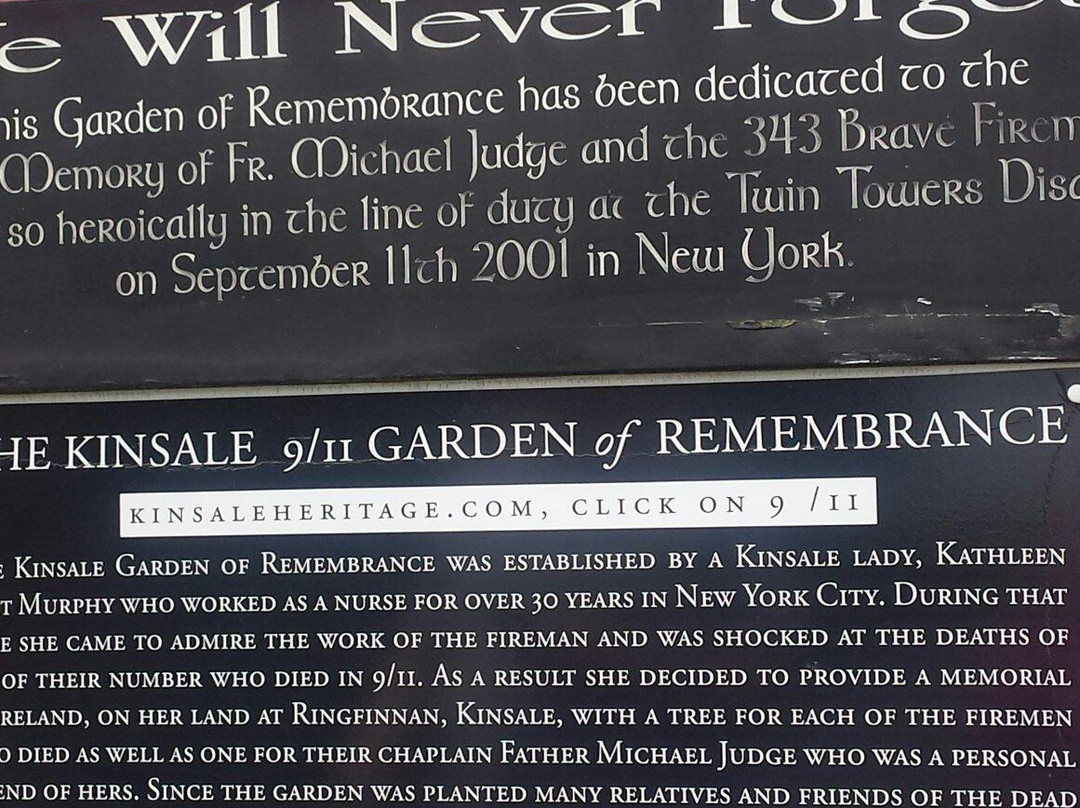 e Will Never Forge
his Garden of Remembrance has been dedicated to the
Memory of Fr. Michael Judge and the 343 Brave Firem
so heroically in the line of duty at the Twin Towers Disa
on September 11th 2001 in New York.
HE KINSALE 9/11 GARDEN of REMEMBRANCE
KINSALEHERITAGE.COM, CLICK ON 9 /11
E KINSALE GARDEN OF REMEMBRANCE WAS ESTABLISHED BY A KINSALE LADY, KATHLEEN
T MURPHY WHO WORKED AS A NURSE FOR OVER 30 YEARS IN NEW YORK CITY. DURING THAT
E SHE CAME TO ADMIRE THE WORK OF THE FIREMAN AND WAS SHOCKED AT THE DEATHS OF
OF THEIR NUMBER WHO DIED IN 9/11. AS A RESULT SHE DECIDED TO PROVIDE A MEMORIAL
RELAND, ON HER LAND AT RINGFINNAN, KINSALE, WITH A TREE FOR EACH OF THE FIREMEN
O DIED AS WELL AS ONE FOR THEIR CHAPLAIN FATHER MICHAEL JUDGE WHO WAS A PERSONAL
END OF HERS. SINCE THE GARDEN WAS PLANTED MANY RELATIVES AND FRIENDS OF THE DEAD